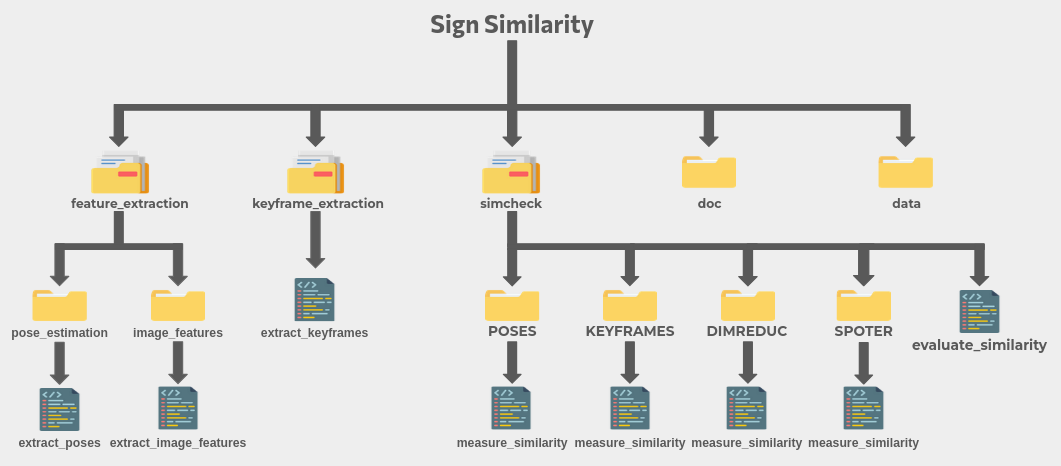 Sign Similarity
feature_extraction
keyframe_extraction
simcheck
doc
data
pose_estimation
image_features
extract_keyframes
POSES
KEYFRAMES
DIMREDUC
SPOTER
evaluate_similarity
extract_poses
extract_image_features
measure_similarity
measure_similarity
measure_similarity
measure_similarity